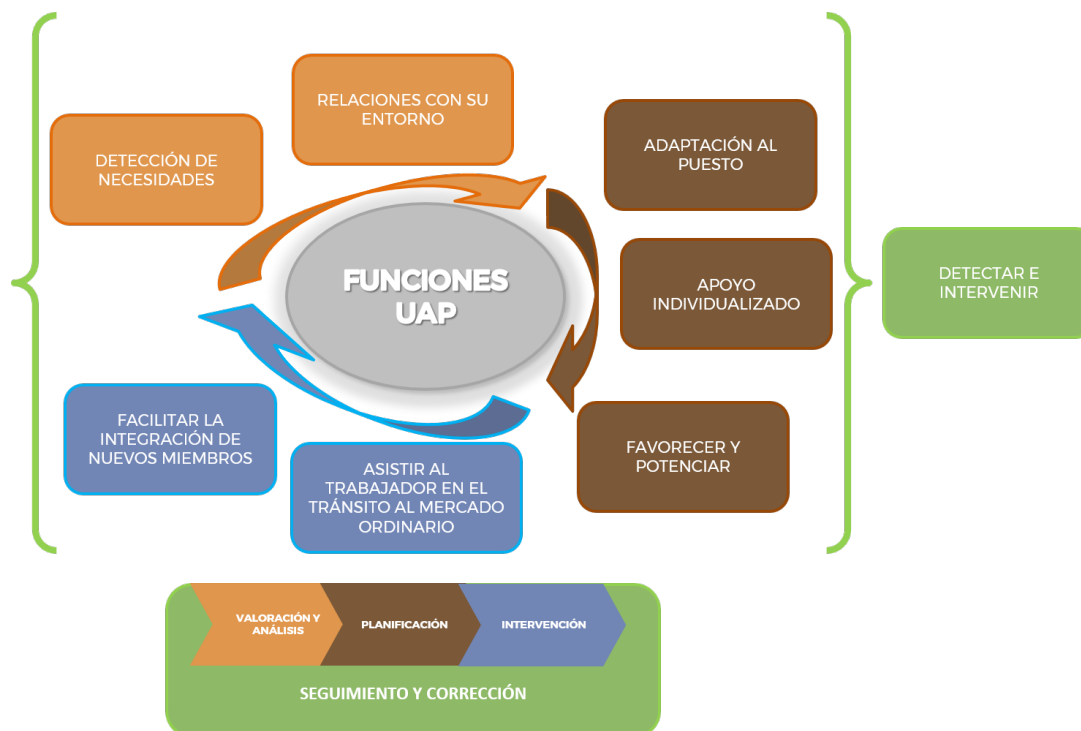 RELACIONES CON SU
ENTORNO
DETECCIÓN DE
NECESIDADES
ADAPTACIÓN AL
PUESTO
FUNCIONES
UAP
APOYO
INDIVIDUALIZADO
DETECTAR E
INTERVENIR
FACILITAR LA
INTEGRACIÓN DE
NUEVOS MIEMBROS
ASISTIR AL
TRABAJADOR EN EL
TRÁNSITO AL MERCADO
ORDINARIO
FAVORECER Y
POTENCIAR
VALORACIÓN Y
ANÁLISIS
PLANIFICACIÓN
INTERVENCIÓN
SEGUIMIENTO Y CORRECCIÓN